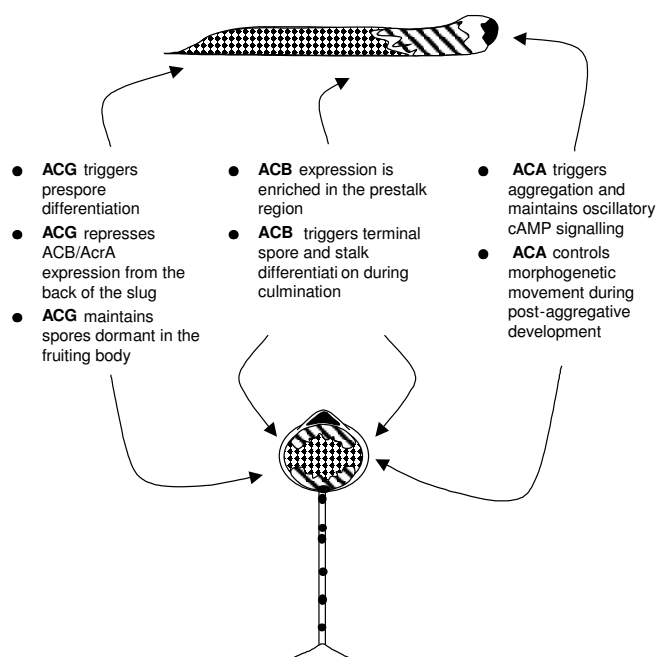 ● ACG triggers
prespore
differentiation
● ACG represses
ACB/AcrA
expression from the
back of the slug
● ACG maintains
spores dormant in the
fruiting body
● ACB expression is
enriched in the prestalk
region
● ACB triggers terminal
spore and stalk
differentiation during
culmination
● ACA triggers
aggregation and
maintains oscillatory
cAMP signalling
● ACA controls
morphogenetic
movement during
post-aggregative
development